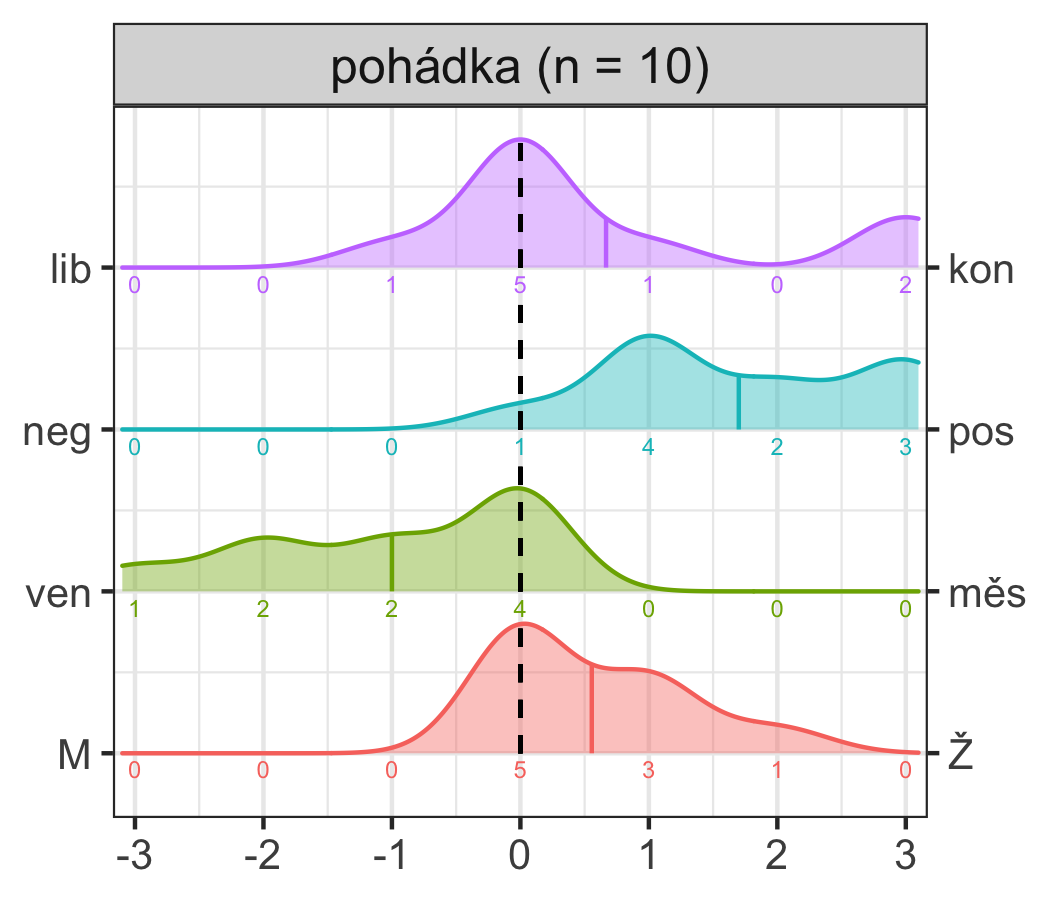 pohádka (n = 10)
lib kon
0 0 1 5 1 0 2
neg pos
0 0 0 1 4 2 3
ven měs
1 2 2 4 0 0 0
M Ž
0 0 0 5 3 1 0
-3 -2 -1 0 1 2 3